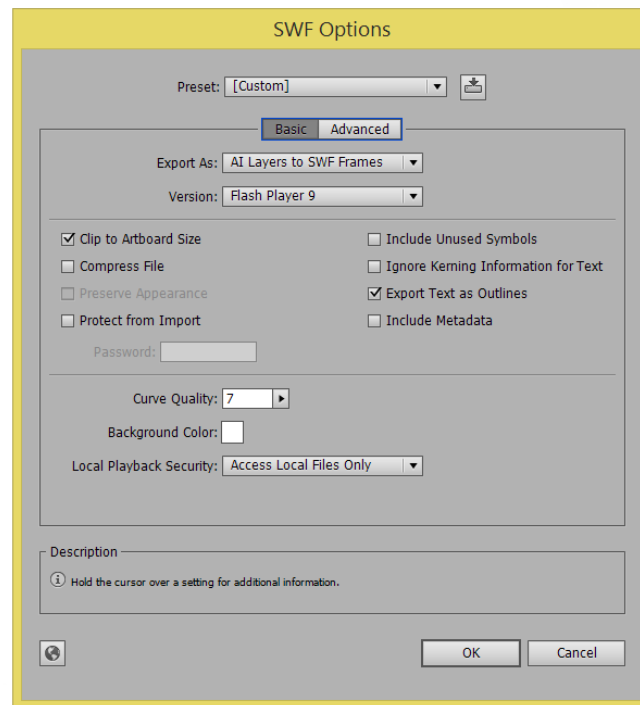 SWF Options
Preset: [Custom]
Basic Advanced
Export As: AI Layers to SWF Frames
Version: Flash Player 9
Clip to Artboard Size Include Unused Symbols
Compress File Ignore Kerning Information for Text
Preserve Appearance Export Text as Outlines
Protect from Import Include Metadata
Password:
Curve Quality: 7
Background Color:
Local Playback Security: Access Local Files Only
Description
Hold the cursor over a setting for additional information.
OK Cancel